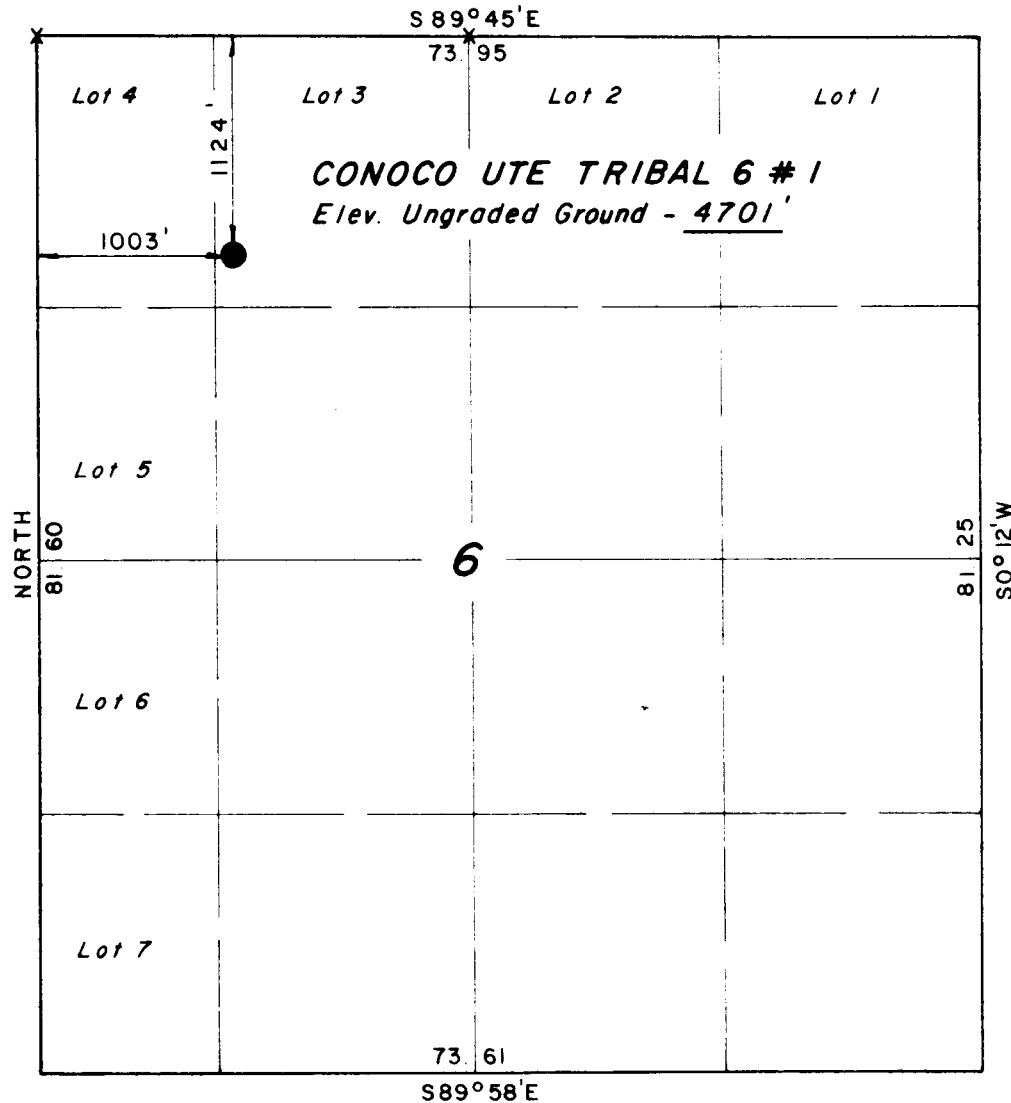 S 89° 45' E
73.95
Lot 4
Lot 3
Lot 2
Lot 1
1124'
CONOCO UTE TRIBAL 6 # 1
Elev. Ungraded Ground - 4701'
1003'
Lot 5
NORTH
81.60
6
81.25
S0° 12' W
Lot 6
Lot 7
73.61
S89° 58' E